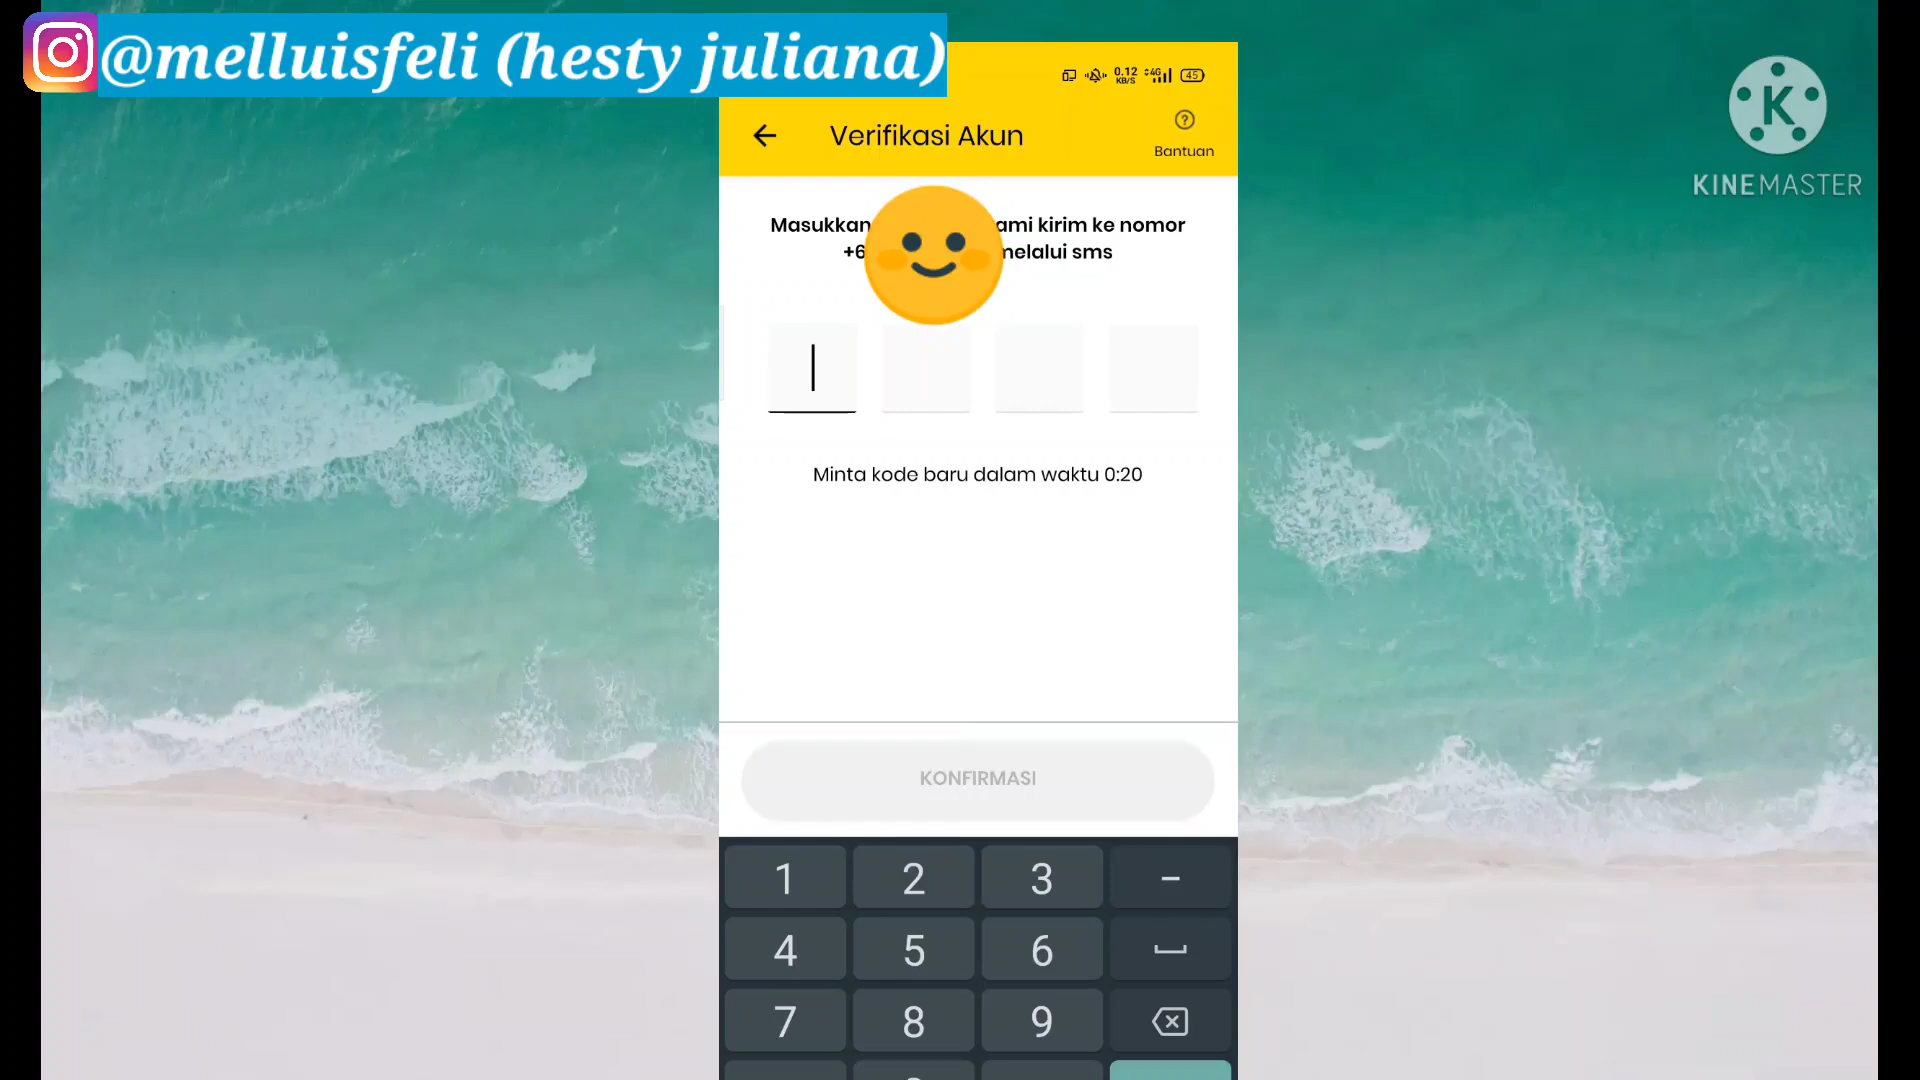 @melluisfeli (hesty juliana)
0.12
KB/S
4G
45
Verifikasi Akun
Bantuan
K
KINEMASTER
Masukkan ami kirim ke nomor
+6 melalui sms
Minta kode baru dalam waktu 0:20
KONFIRMASI
1 2 3 -
4 5 6
7 8 9